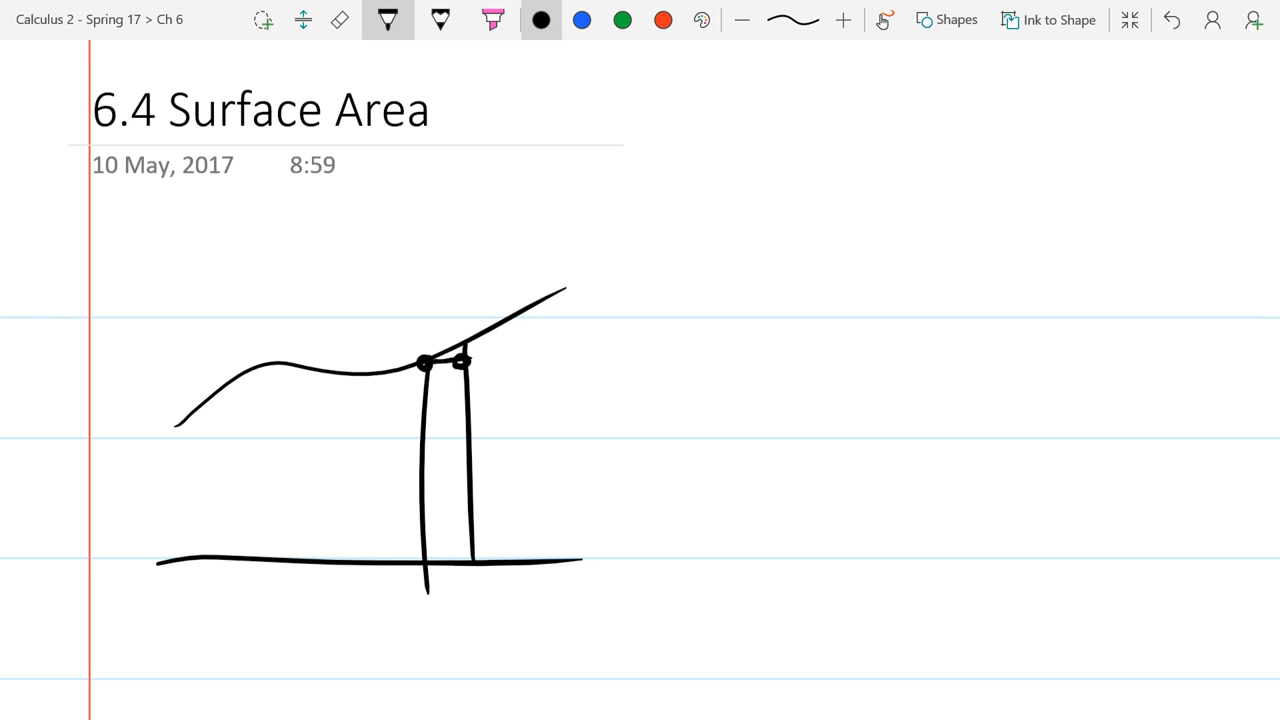 Calculus 2 - Spring 17 > Ch 6
Shapes
Ink to Shape
6.4 Surface Area
10 May, 2017 8:59